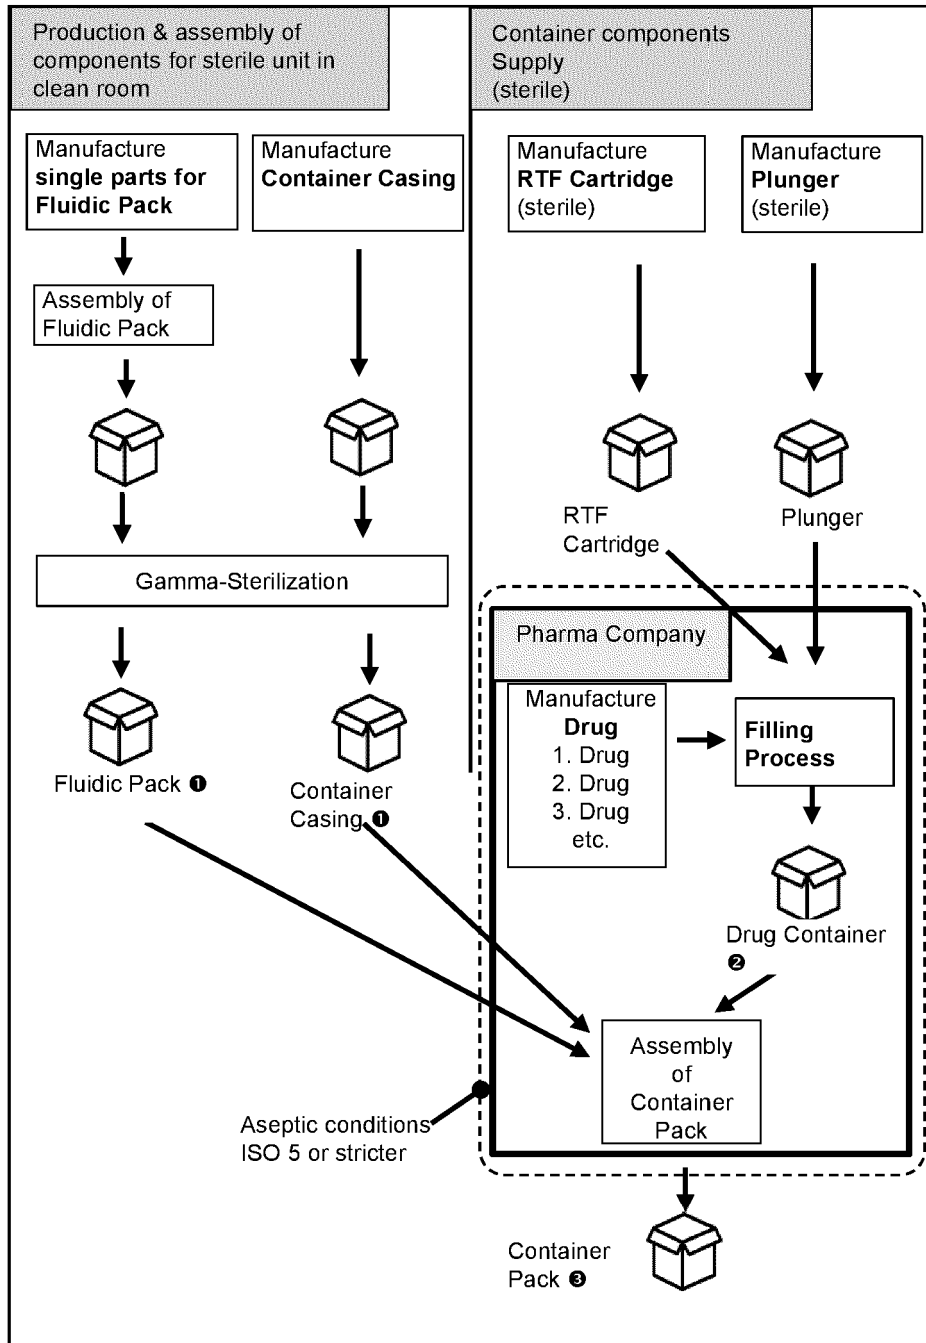 Production & assembly of
components for sterile unit in
clean room
Container components
Supply
(sterile)
Manufacture
single parts for
Fluidic Pack
Manufacture
Container Casing
Manufacture
RTF Cartridge
(sterile)
Manufacture
Plunger
(sterile)
Assembly of
Fluidic Pack
RTF
Cartridge
Plunger
Gamma-Sterilization
Pharma Company
Manufacture
Drug
1. Drug
2. Drug
3. Drug
etc.
Filling
Process
Fluidic Pack ❶
Container
Casing ❶
Drug Container
❷
Assembly
of
Container
Pack
Aseptic conditions
ISO 5 or stricter
Container
Pack ❸